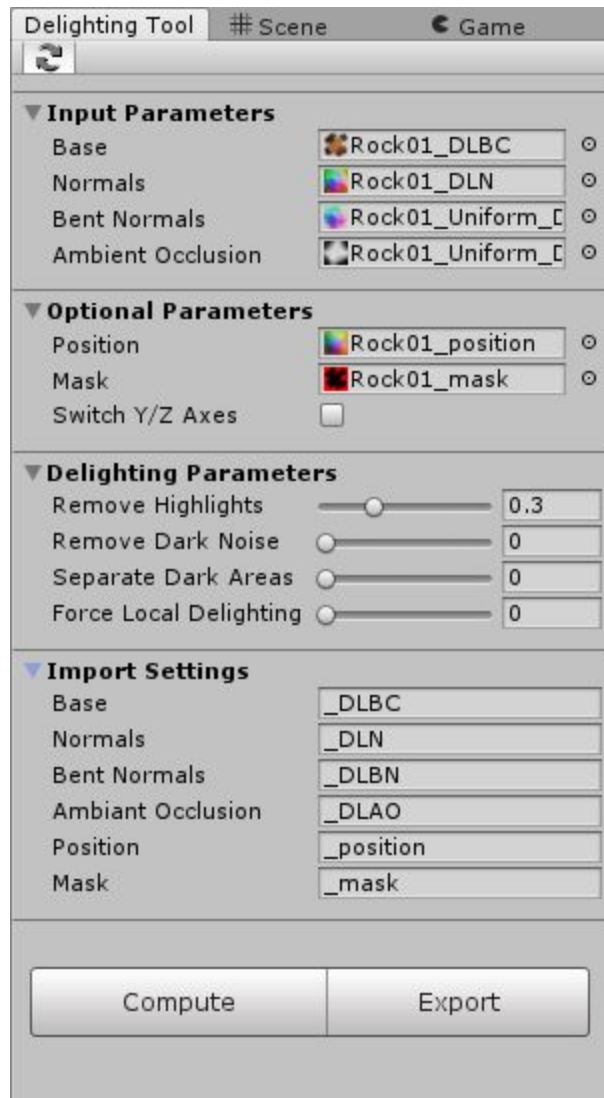 Delighting Tool Scene Game
Input Parameters
Base Rock01_DLBC
Normals Rock01_DLN
Bent Normals Rock01_Uniform_D
Ambient Occlusion Rock01_Uniform_D
Optional Parameters
Position Rock01_position
Mask Rock01_mask
Switch Y/Z Axes
Delighting Parameters
Remove Highlights 0.3
Remove Dark Noise 0
Separate Dark Areas 0
Force Local Delighting 0
Import Settings
Base _DLBC
Normals _DLN
Bent Normals _DLBN
Ambiant Occlusion _DLAO
Position _position
Mask _mask
Compute Export